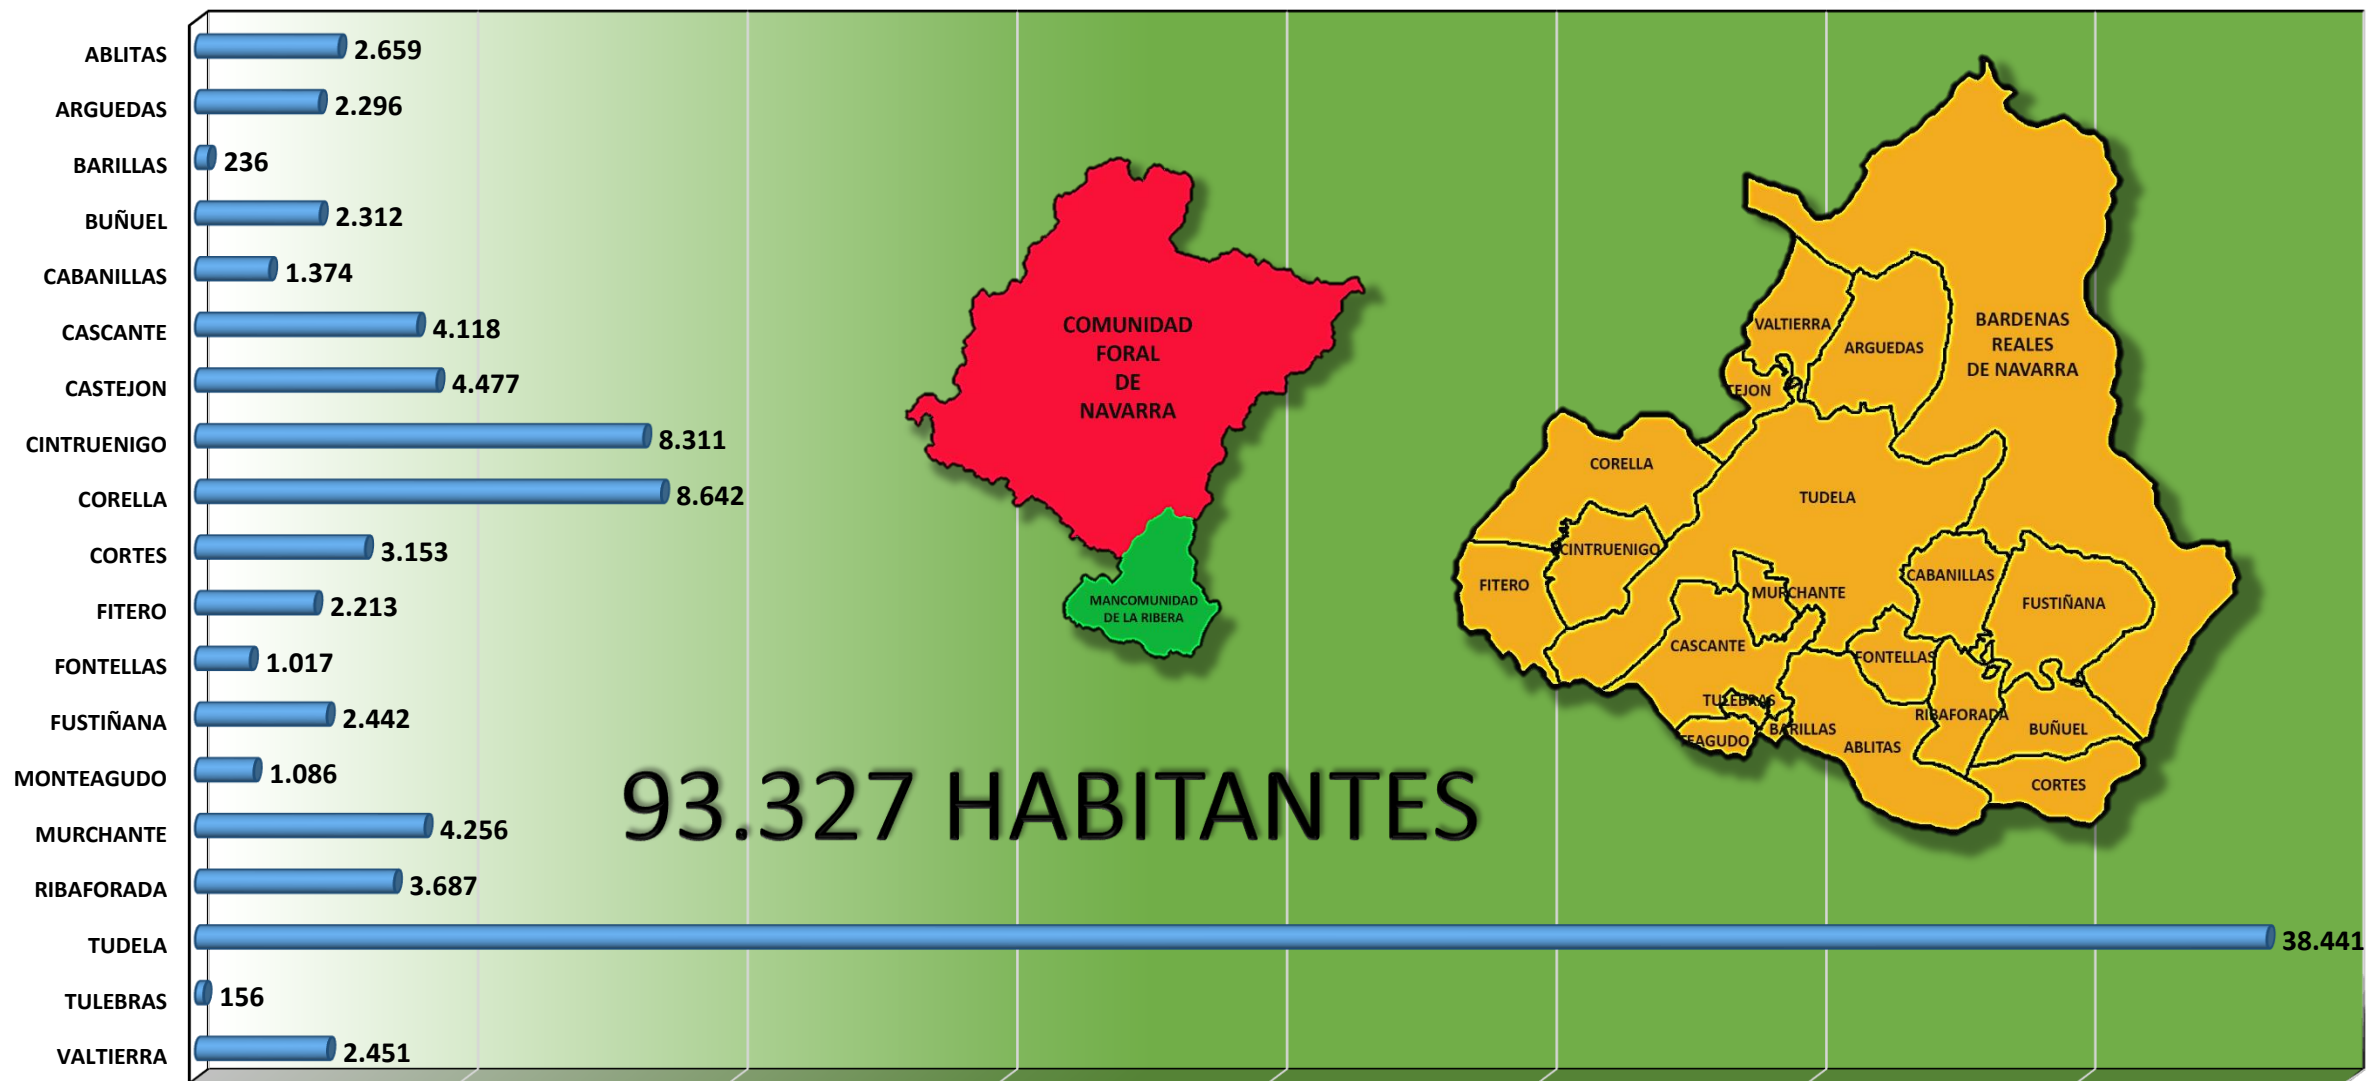 ABLITAS 2.659
ARGUEDAS 2.296
BARILLAS 236
BUÑUEL 2.312
CABANILLAS 1.374
CASCANTE 4.118
CASTEJON 4.477
CINTRUENIGO 8.311
CORELLA 8.642
CORTES 3.153
FITERO 2.213
FONTELLAS 1.017
FUSTIÑANA 2.442
MONTEAGUDO 1.086
MURCHANTE 4.256
RIBAFORADA 3.687
TUDELA 38.441
TULEBRAS 156
VALTIERRA 2.451
COMUNIDAD
FORAL
DE
NAVARRA
MANCOMUNIDAD
DE LA RIBERA
93.327 HABITANTES
VALTIERRA
ARGUEDAS
BARDENAS
REALES
DE NAVARRA
TEJON
CORELLA
TUDELA
CINTRUENIGO
FITERO
CABANILLAS
MURCHANTE
FUSTIÑANA
CASCANTE
FONTELLAS
TULEBRAS
RIBAFORADA
BARILLAS
BUÑUEL
TEAGUDO
ABLITAS
CORTES